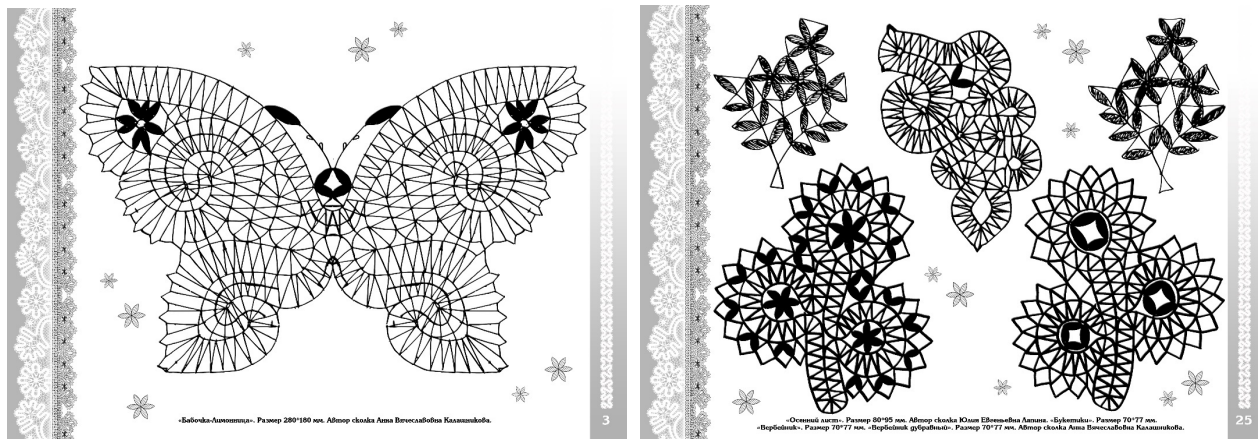 «Бабочка-Лимонница». Размер 280*180 мм. Автор сколка Анна Вячеславовна Калашникова.
3
«Осенний лист». Размер 80*95 мм. Автор сколка Юлия Евгеньевна Лапина. «Букетики». Размер 70*77 мм.
«Вербейник». Размер 70*77 мм. «Вербейник дубравный». Размер 70*77 мм. Автор сколка Анна Вячеславовна Калашникова.
25